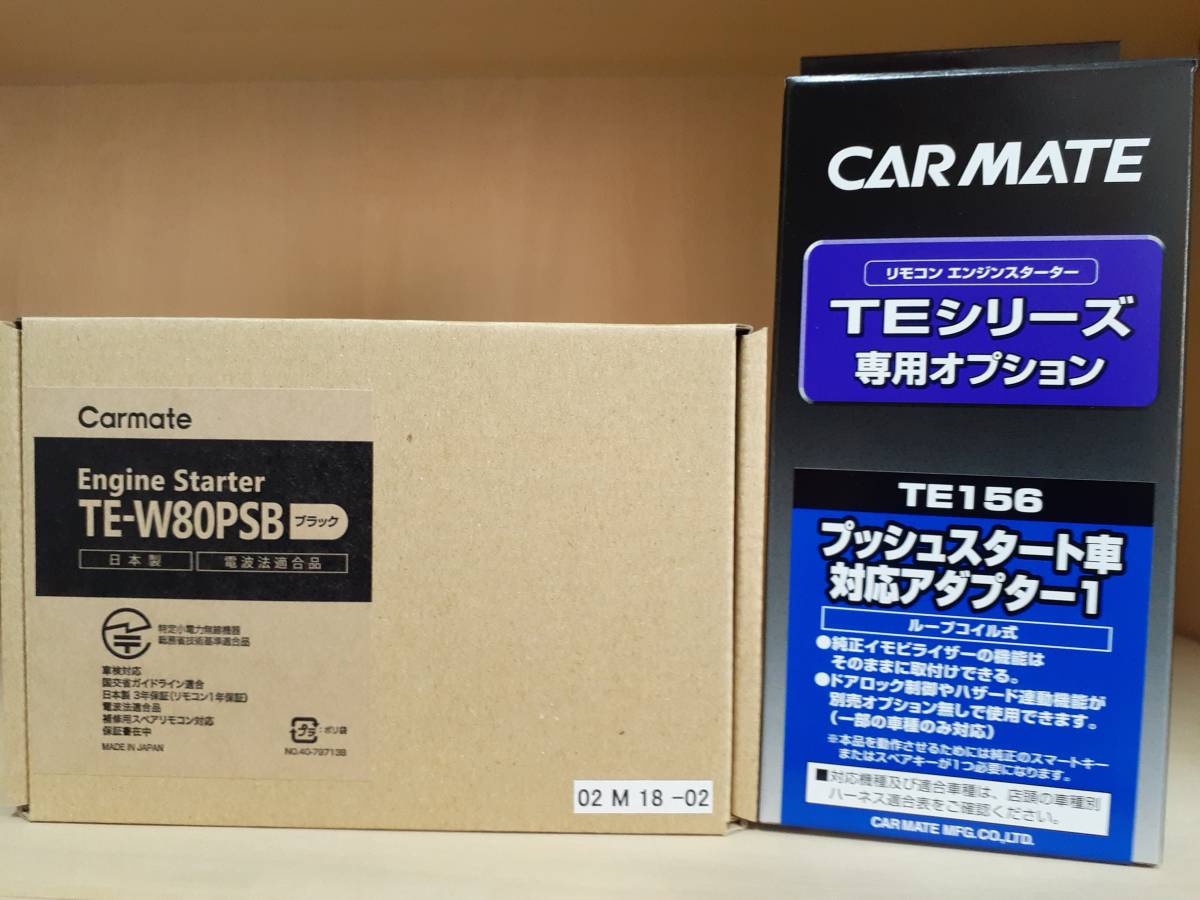 Carmate
Engine Starter
TE-W80PSB ブラック
日本製 電波法適合品
特定小電力無線機器
総務省技術基準適合品
車検対応
国交省ガイドライン適合
日本製 3年保証(リモコン1年保証)
電波法適合品
補修用スペアリモコン対応
保証書在中
MADE IN JAPAN
プラ :ポリ袋
NO.40-79713B
02 M 18 -02
CARMATE
リモコン エンジンスターター
TEシリーズ
専用オプション
TE156
プッシュスタート車
対応アダプター1
ループコイル式
●純正イモビライザーの機能は
そのままに取付けできる。
●ドアロック制御やハザード連動機能が
別売オプション無しで使用できます。
(一部の車種のみ対応)
※本品を動作させるためには純正のスマートキー
またはスペアキーが1つ必要になります。
■対応機種及び適合車種は、店頭の車種別
ハーネス適合表をご確認ください。
CAR MATE MFG.CO.,LTD.